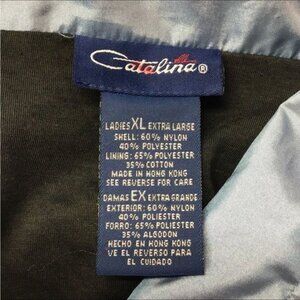 Catalina®
LADIES XL EXTRA LARGE
SHELL: 60% NYLON
40% POLYESTER
LINING: 65% POLYESTER
35% COTTON
MADE IN HONG KONG
SEE REVERSE FOR CARE
DAMAS EX EXTRA GRANDE
EXTERIOR: 60% NYLON
40% POLIESTER
FORRO: 65% POLIESTER
35% ALGODON
HECHO EN HONG KONG
VE EL REVERSO PARA
EL CUIDADO